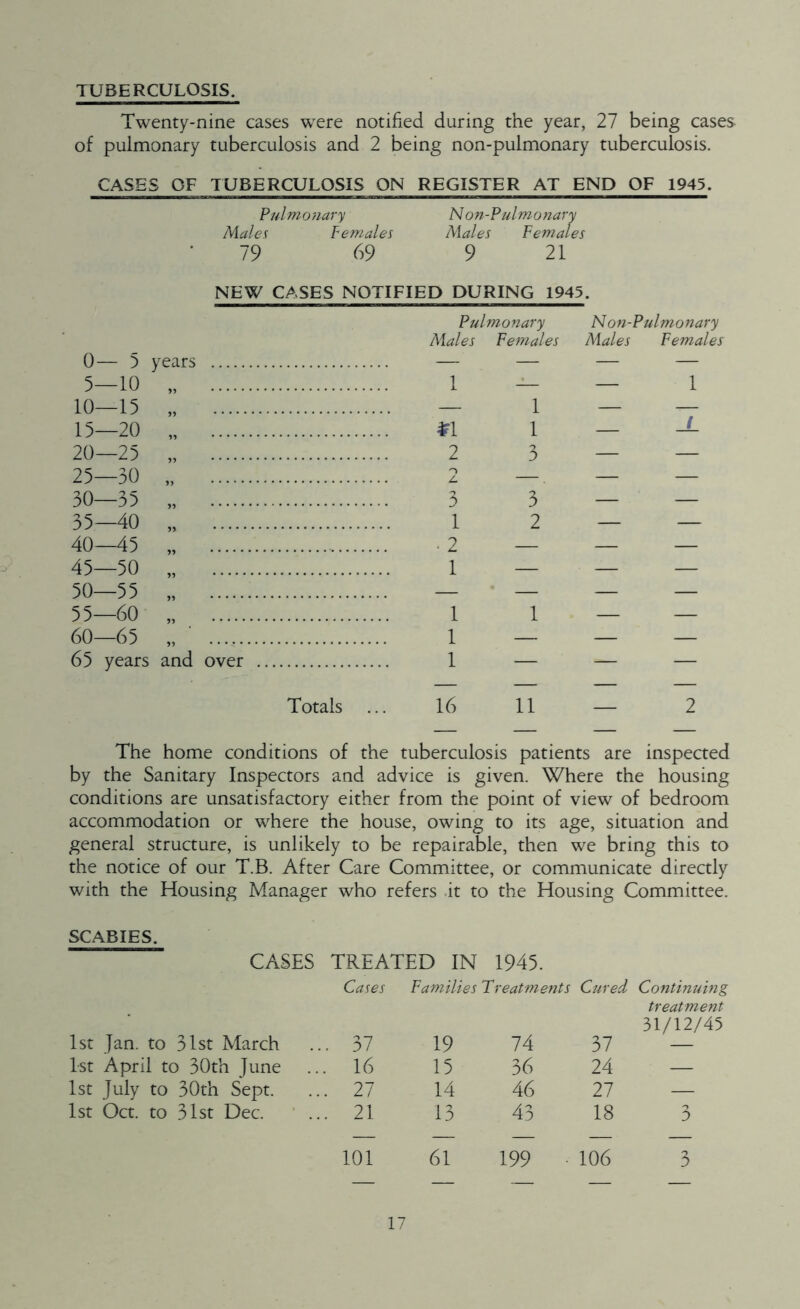 TUBERCULOSIS.
Twenty-nine cases were notified during the year, 27 being cases
of pulmonary tuberculosis and 2 being non-pulmonary tuberculosis.
CASES OF TUBERCULOSIS ON REGISTER AT END OF 1945.
Pulmonary Non-Pulmonary
Males Females Males Females
79 69 9 21
NEW CASES NOTIFIED DURING 1945.
Pulmonary Non-Pulmonary
Males Females Males Females
0— 5 years .................... — — — —
5—10 „ .................... 1 — — 1
10—15 „ .................... — 1 — —
15—20 „ .................... 1 1 — 1
20—25 „ .................... 2 3 — —
25—30 „ .................... 2 — — —
30—35 „ .................... 3 3 — —
35—40 „ .................... 1 2 — —
40—45 „ .................... 2 — — —
45—50 „ .................... 1 — — —
50—55 „ .................... — — — —
55—60 „ .................... 1 1 — —
60—65 „ .................... 1 — — —
65 years and over ............... 1 — — —
Totals ... 16 11 — 2
The home conditions of the tuberculosis patients are inspected
by the Sanitary Inspectors and advice is given. Where the housing
conditions are unsatisfactory either from the point of view of bedroom
accommodation or where the house, owing to its age, situation and
general structure, is unlikely to be repairable, then we bring this to
the notice of our T.B. After Care Committee, or communicate directly
with the Housing Manager who refers it to the Housing Committee.
SCABIES.
CASES TREATED IN 1945.
Cases Families Treatments Cured Continuing
treatment
31/12/45
1st Jan. to 31st March ... 37 19 74 37 —
1st April to 30th June ... 16 15 36 24 —
1st July to 30th Sept. ... 27 14 46 27 —
1st Oct. to 31st Dec. ... 21 13 43 18 3
101 61 199 106 3
17